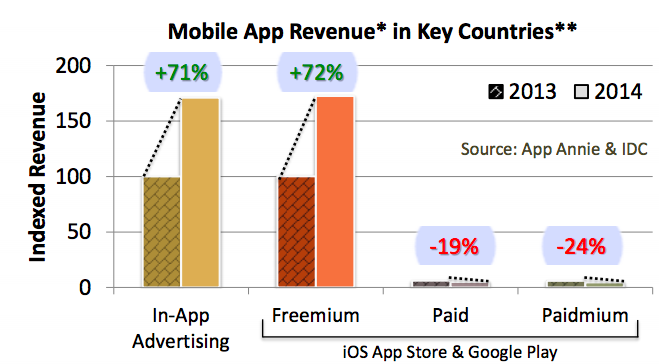 Mobile App Revenue* in Key Countries**
200
150
100
50
0
Indexed Revenue
+71%
+72%
-19%
-24%
2013
2014
Source: App Annie & IDC
In-App
Advertising
Freemium
Paid
Paidmium
iOS App Store & Google Play